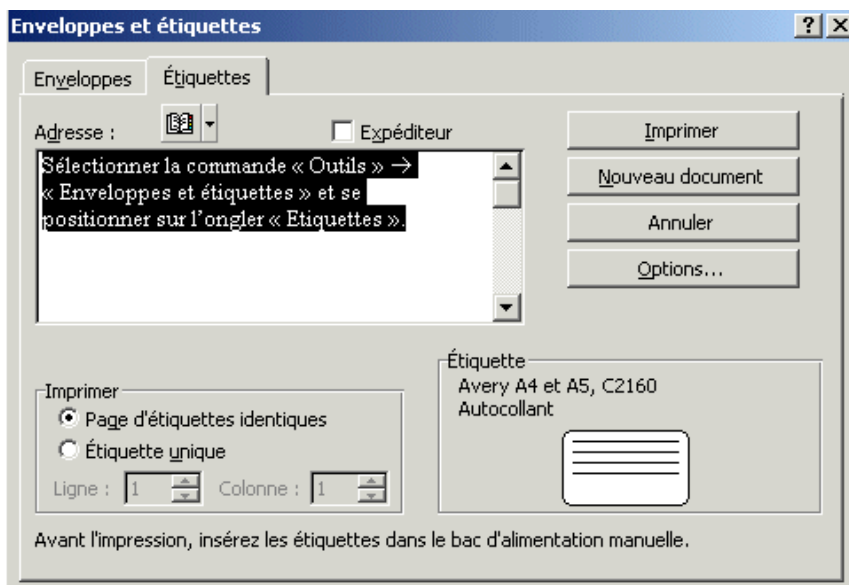 Enveloppes et étiquettes
Enveloppes Étiquettes
Adresse : Expéditeur
Sélectionner la commande « Outils » →
« Enveloppes et étiquettes » et se
positionner sur l'ongler « Etiquettes ».
Imprimer
Nouveau document
Annuler
Options...
Imprimer
Page d'étiquettes identiques
Étiquette unique
Ligne : 1 Colonne : 1
Étiquette
Avery A4 et A5, C2160
Autocollant
Avant l'impression, insérez les étiquettes dans le bac d'alimentation manuelle.